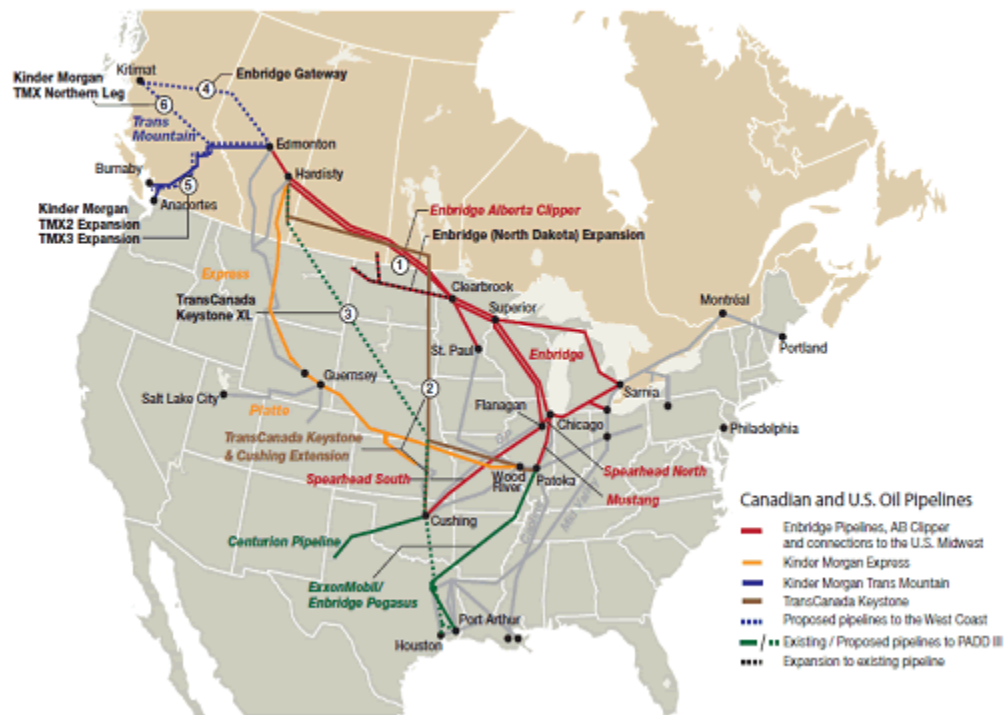 Kitimat
Enbridge Gateway
Kinder Morgan
TMX Northern Leg
4
6
Trans
Mountain
Edmonton
Burnaby
Hardisty
5
Anacortes
Kinder Morgan
TMX2 Expansion
TMX3 Expansion
Enbridge Alberta Clipper
Enbridge (North Dakota) Expansion
1
Express
Clearbrook
Montréal
TransCanada
Keystone XL
3
Superior
St. Paul
Enbridge
Portland
Guernsey
Sarnia
Salt Lake City
2
Flanagan
Chicago
Platte
Philadelphia
TransCanada Keystone
& Cushing Extension
Spearhead South
Wood
River
Patoka
Spearhead North
Mustang
Mid Valley
Capline
Cushing
Centurion Pipeline
ExxonMobil/
Enbridge Pegasus
Port Arthur
Houston
Canadian and U.S. Oil Pipelines
Enbridge Pipelines, AB Clipper
and connections to the U.S. Midwest
Kinder Morgan Express
Kinder Morgan Trans Mountain
TransCanada Keystone
Proposed pipelines to the West Coast
/ Existing / Proposed pipelines to PADD III
Expansion to existing pipeline